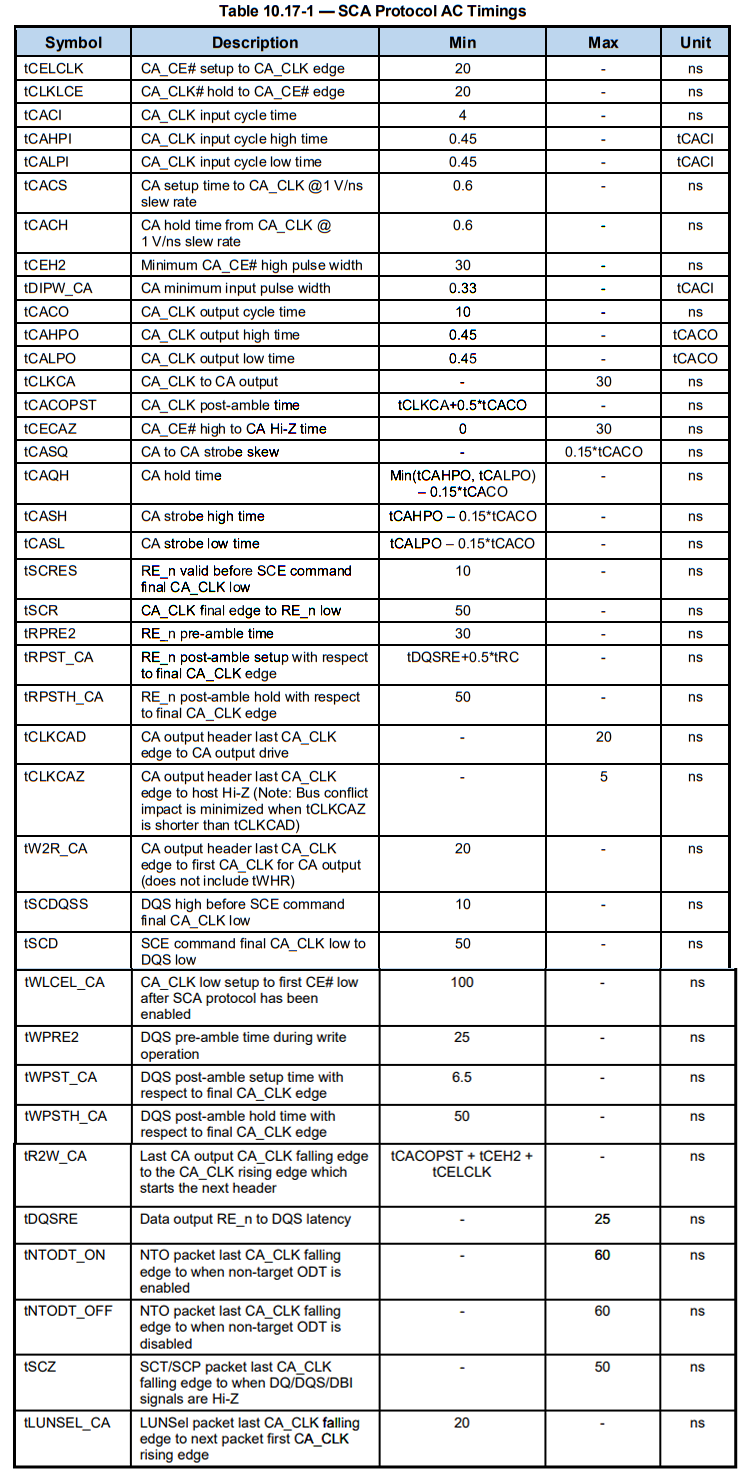 Table 10.17-1 — SCA Protocol AC Timings
Symbol Description Min Max Unit
tCELCLK CA_CE# setup to CA_CLK edge 20 - ns
tCLKLCE CA_CLK# hold to CA_CE# edge 20 - ns
tCACI CA_CLK input cycle time 4 - ns
tCAHPI CA_CLK input cycle high time 0.45 - tCACI
tCALPI CA_CLK input cycle low time 0.45 - tCACI
tCACS CA setup time to CA_CLK @1 V/ns 0.6 - ns
slew rate
tCACH CA hold time from CA_CLK @ 0.6 - ns
1 V/ns slew rate
tCEH2 Minimum CA_CE# high pulse width 30 - ns
tDIPW_CA CA minimum input pulse width 0.33 - tCACI
tCACO CA_CLK output cycle time 10 - ns
tCAHPO CA_CLK output high time 0.45 - tCACO
tCALPO CA_CLK output low time 0.45 - tCACO
tCLKCA CA_CLK to CA output - 30 ns
tCACOPST CA_CLK post-amble time tCLKCA+0.5*tCACO - ns
tCECAZ CA_CE# high to CA Hi-Z time 0 30 ns
tCASQ CA to CA strobe skew - 0.15*tCACO ns
tCAQH CA hold time Min(tCAHPO, tCALPO) - ns
– 0.15*tCACO
tCASH CA strobe high time tCAHPO – 0.15*tCACO - ns
tCASL CA strobe low time tCALPO – 0.15*tCACO - ns
tSCRES RE_n valid before SCE command 10 - ns
final CA_CLK low
tSCR CA_CLK final edge to RE_n low 50 - ns
tRPRE2 RE_n pre-amble time 30 - ns
tRPST_CA RE_n post-amble setup with respect tDQSRE+0.5*tRC - ns
to final CA_CLK edge
tRPSTH_CA RE_n post-amble hold with respect 50 - ns
to final CA_CLK edge
tCLKCAD CA output header last CA_CLK - 20 ns
edge to CA output drive
tCLKCAZ CA output header last CA_CLK - 5 ns
edge to host Hi-Z (Note: Bus conflict
impact is minimized when tCLKCAZ
is shorter than tCLKCAD)
tW2R_CA CA output header last CA_CLK 20 - ns
edge to first CA_CLK for CA output
(does not include tWHR)
tSCDQSS DQS high before SCE command 10 - ns
final CA_CLK low
tSCD SCE command final CA_CLK low to 50 - ns
DQS low
tWLCEL_CA CA_CLK low setup to first CE# low 100 - ns
after SCA protocol has been
enabled
tWPRE2 DQS pre-amble time during write 25 - ns
operation
tWPST_CA DQS post-amble setup time with 6.5 - ns
respect to final CA_CLK edge
tWPSTH_CA DQS post-amble hold time with 50 - ns
respect to final CA_CLK edge
tR2W_CA Last CA output CA_CLK falling edge tCACOPST + tCEH2 + - ns
to the CA_CLK rising edge which tCELCLK
starts the next header
tDQSRE Data output RE_n to DQS latency - 25 ns
tNTODT_ON NTO packet last CA_CLK falling - 60 ns
edge to when non-target ODT is
enabled
tNTODT_OFF NTO packet last CA_CLK falling - 60 ns
edge to when non-target ODT is
disabled
tSCZ SCT/SCP packet last CA_CLK - 50 ns
falling edge to when DQ/DQS/DBI
signals are Hi-Z
tLUNSEL_CA LUNSel packet last CA_CLK falling 20 - ns
edge to next packet first CA_CLK
rising edge